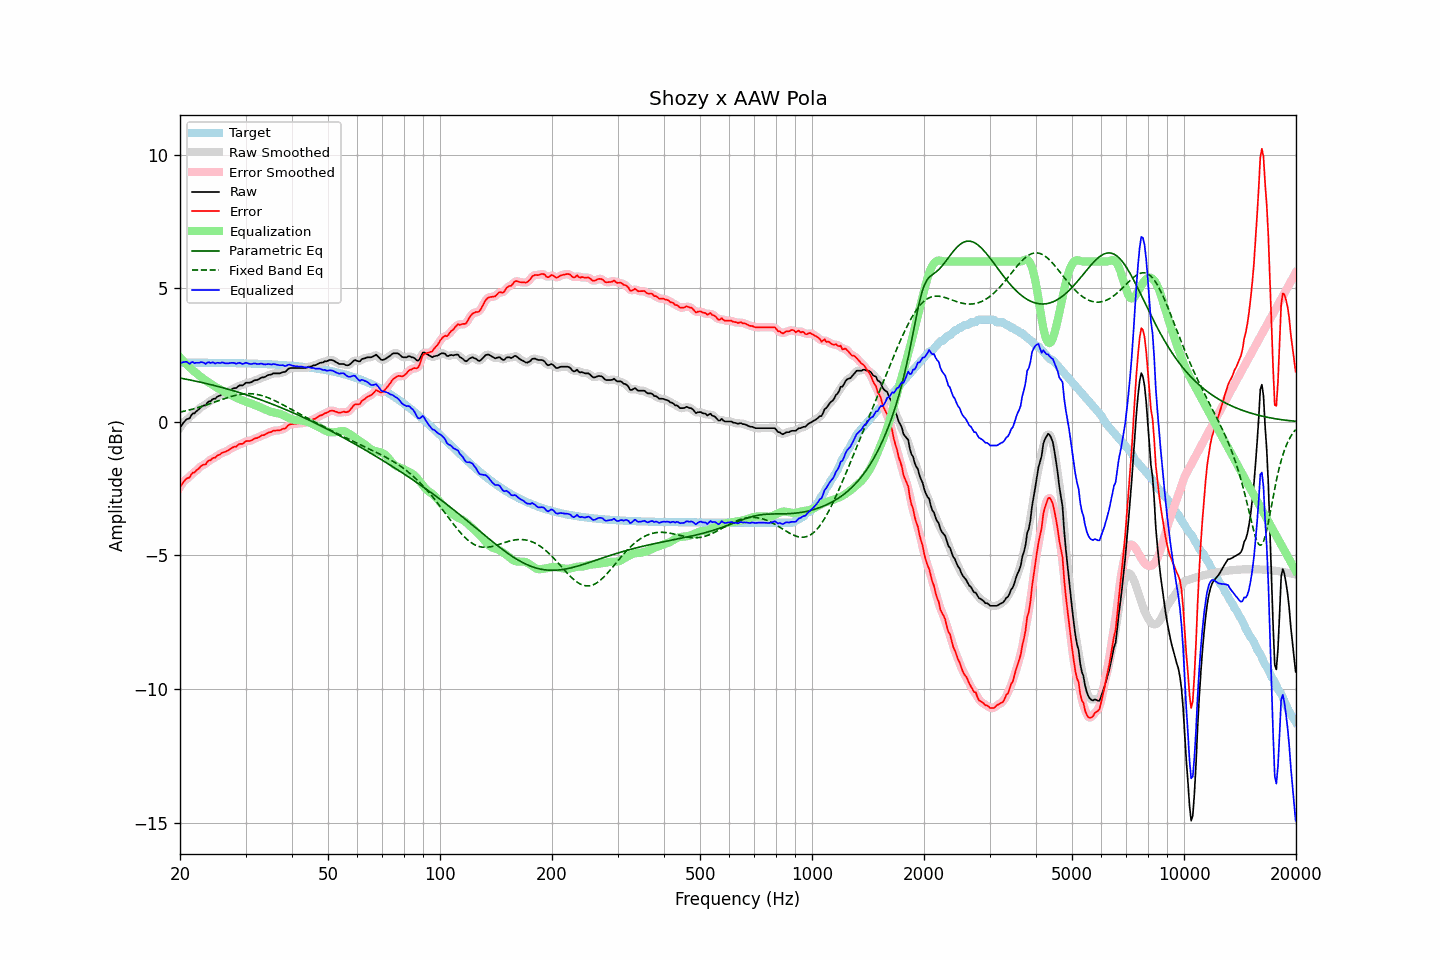 Shozy x AAW Pola
Target
Raw Smoothed
Error Smoothed
Raw
Error
Equalization
Parametric Eq
Fixed Band Eq
Equalized
Amplitude (dBr)
10
5
0
−5
−10
−15
20 50 100 200 500 1000 2000 5000 10000 20000
Frequency (Hz)